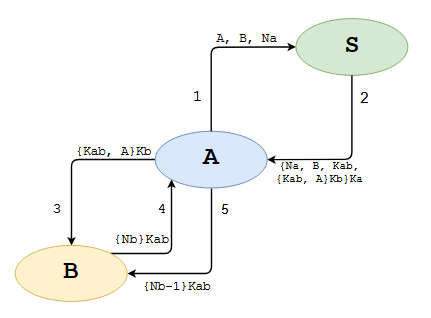 A, B, Na
S
1
2
{Kab, A}Kb
A
{Na, B, Kab,
{Kab, A}Kb}Ka
3
4
5
{Nb}Kab
B
{Nb-1}Kab